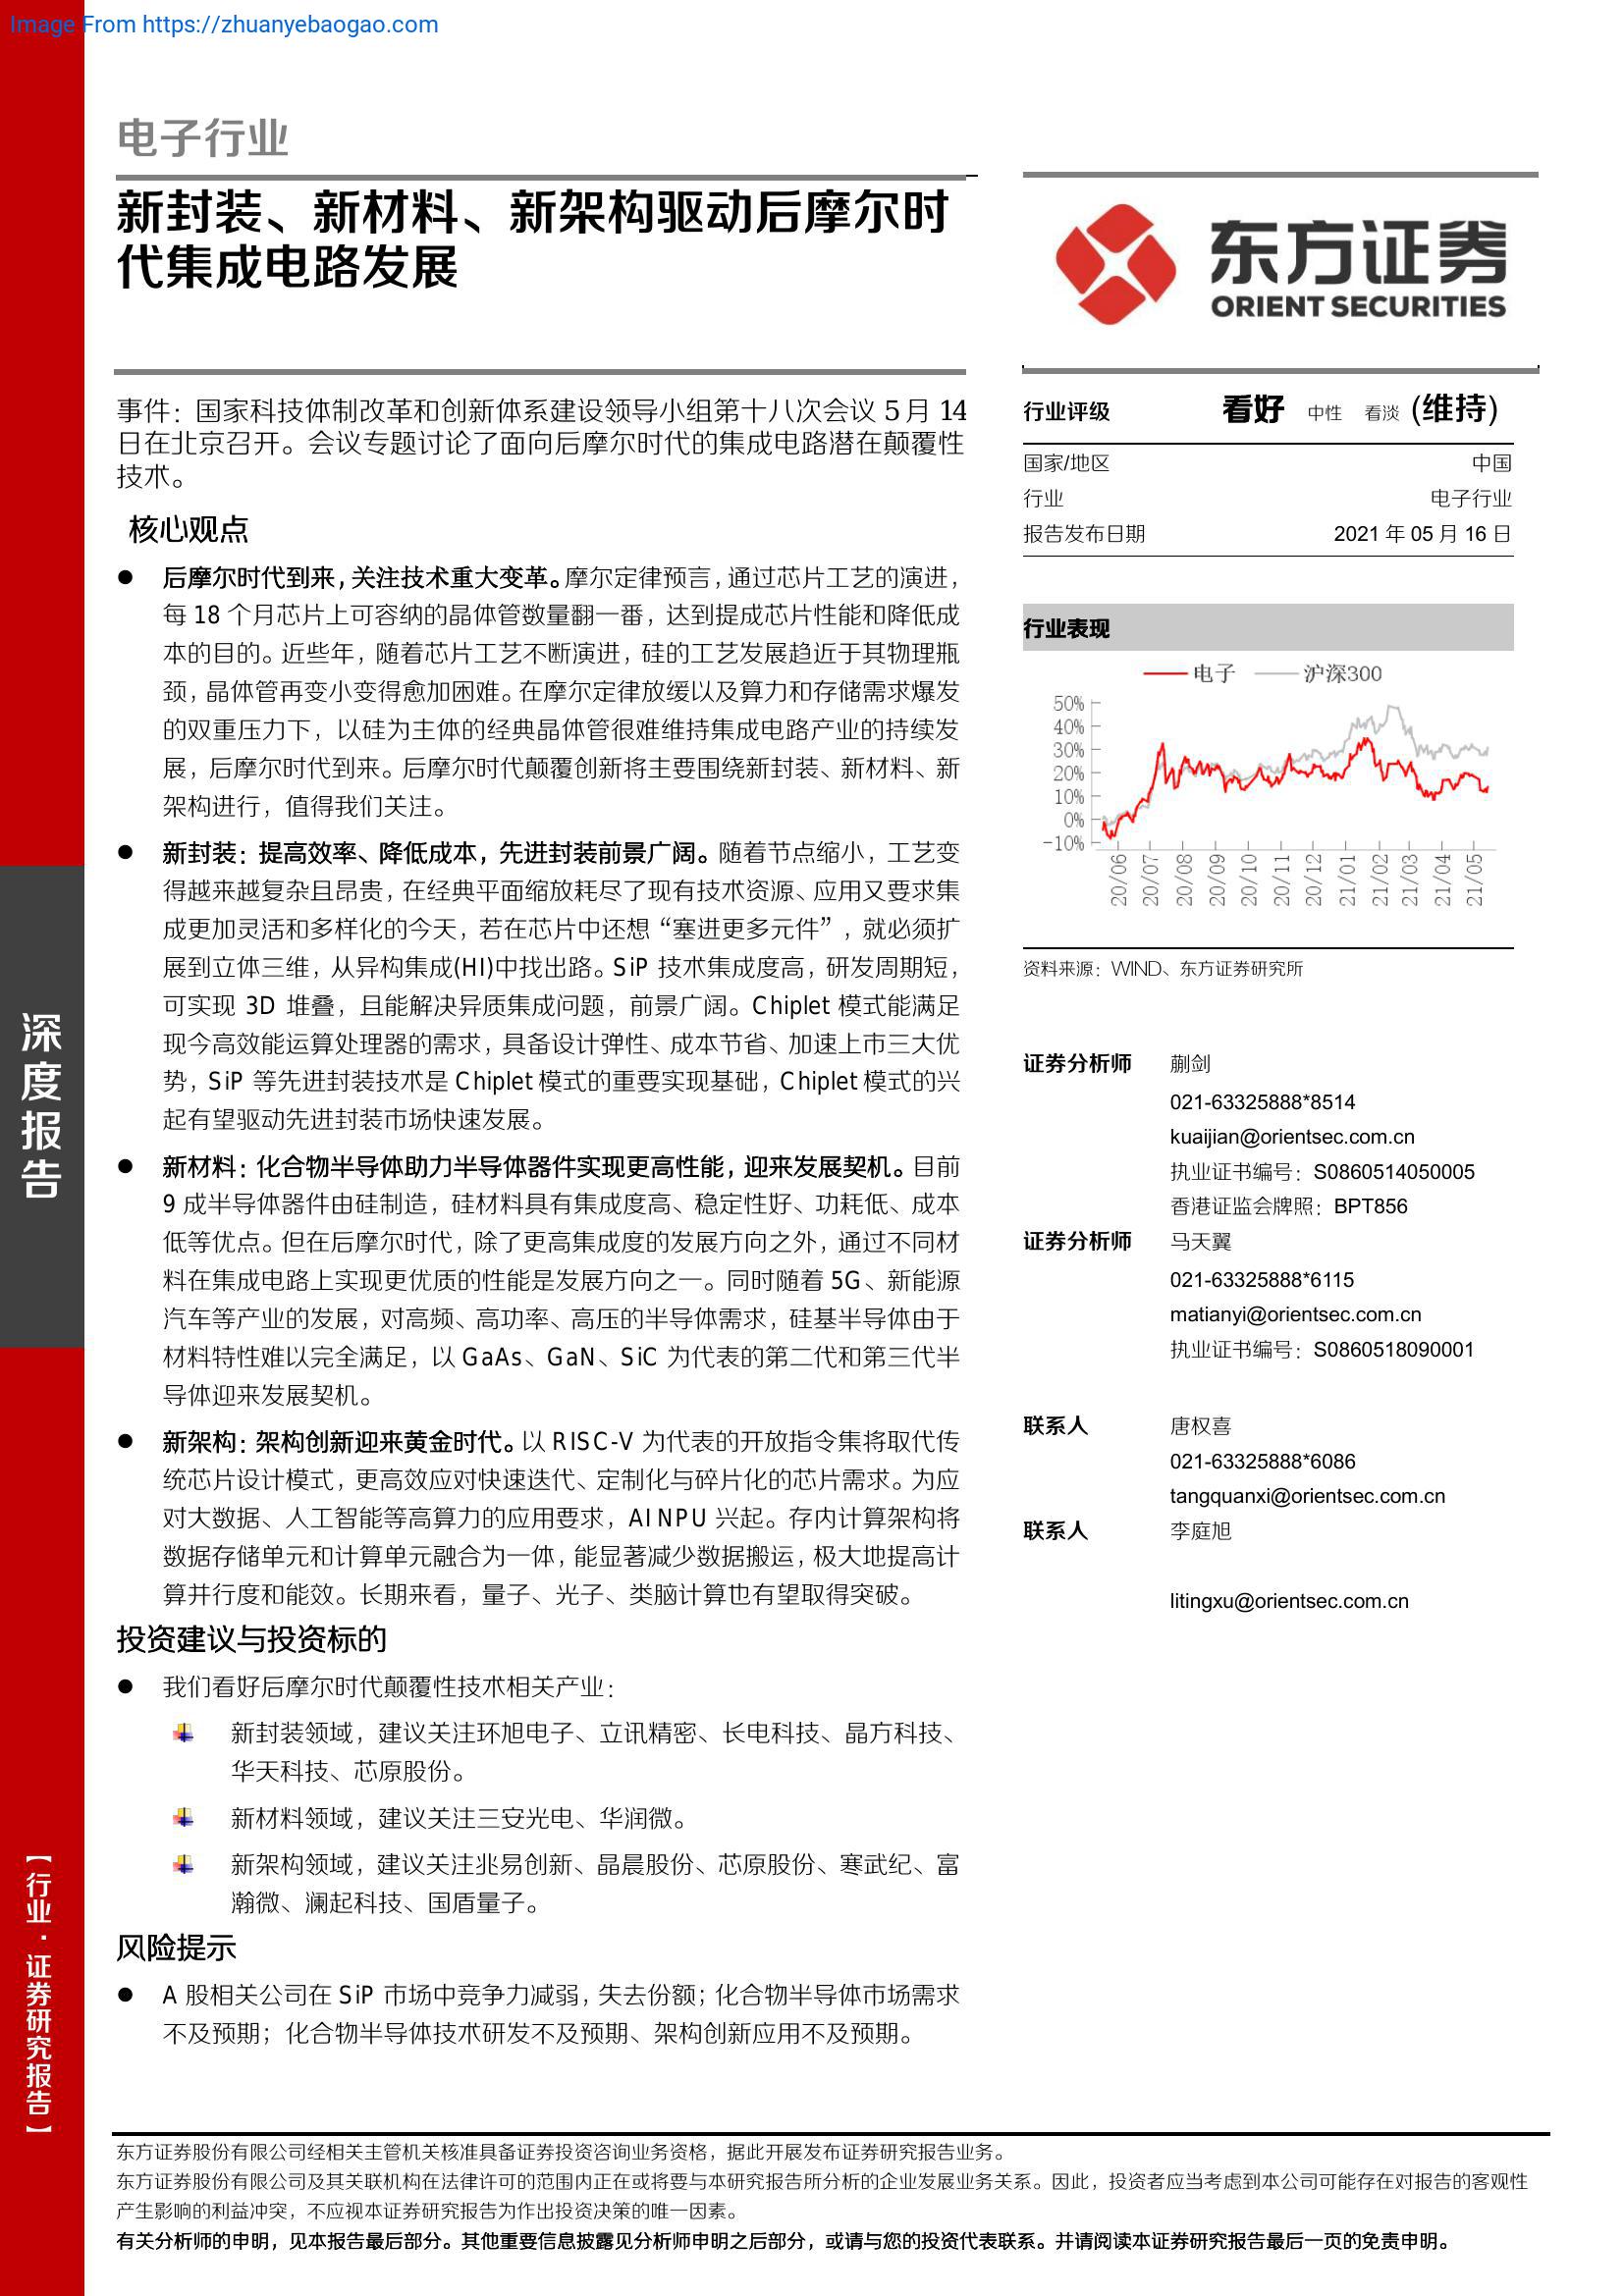 Image From https://zhuanyebaogao.com
电子行业
新封装、新材料、新架构驱动后摩尔时
代集成电路发展
事件：国家科技体制改革和创新体系建设领导小组第十八次会议 5 月 14
日在北京召开。会议专题讨论了面向后摩尔时代的集成电路潜在颠覆性
技术。
核心观点
● 后摩尔时代到来，关注技术重大变革。摩尔定律预言，通过芯片工艺的演进，
每 18 个月芯片上可容纳的晶体管数量翻一番，达到提成芯片性能和降低成
本的目的。近些年，随着芯片工艺不断演进，硅的工艺发展趋近于其物理瓶
颈，晶体管再变小变得愈加困难。在摩尔定律放缓以及算力和存储需求爆发
的双重压力下，以硅为主体的经典晶体管很难维持集成电路产业的持续发
展，后摩尔时代到来。后摩尔时代颠覆创新将主要围绕新封装、新材料、新
架构进行，值得我们关注。
● 新封装：提高效率、降低成本，先进封装前景广阔。随着节点缩小，工艺变
得越来越复杂且昂贵，在经典平面缩放耗尽了现有技术资源、应用又要求集
成更加灵活和多样化的今天，若在芯片中还想“塞进更多元件”，就必须扩
展到立体三维，从异构集成(HI)中找出路。SiP 技术集成度高，研发周期短，
可实现 3D 堆叠，且能解决异质集成问题，前景广阔。Chiplet 模式能满足
现今高效能运算处理器的需求，具备设计弹性、成本节省、加速上市三大优
势，SiP 等先进封装技术是 Chiplet 模式的重要实现基础，Chiplet 模式的兴
起有望驱动先进封装市场快速发展。
● 新材料：化合物半导体助力半导体器件实现更高性能，迎来发展契机。目前
9 成半导体器件由硅制造，硅材料具有集成度高、稳定性好、功耗低、成本
低等优点。但在后摩尔时代，除了更高集成度的发展方向之外，通过不同材
料在集成电路上实现更优质的性能是发展方向之一。同时随着 5G、新能源
汽车等产业的发展，对高频、高功率、高压的半导体需求，硅基半导体由于
材料特性难以完全满足，以 GaAs、GaN、SiC 为代表的第二代和第三代半
导体迎来发展契机。
● 新架构：架构创新迎来黄金时代。以 RISC-V 为代表的开放指令集将取代传
统芯片设计模式，更高效应对快速迭代、定制化与碎片化的芯片需求。为应
对大数据、人工智能等高算力的应用要求，AI NPU 兴起。存内计算架构将
数据存储单元和计算单元融合为一体，能显著减少数据搬运，极大地提高计
算并行度和能效。长期来看，量子、光子、类脑计算也有望取得突破。
投资建议与投资标的
● 我们看好后摩尔时代颠覆性技术相关产业：
新封装领域，建议关注环旭电子、立讯精密、长电科技、晶方科技、
华天科技、芯原股份。
新材料领域，建议关注三安光电、华润微。
新架构领域，建议关注兆易创新、晶晨股份、芯原股份、寒武纪、富
瀚微、澜起科技、国盾量子。
风险提示
● A 股相关公司在 SiP 市场中竞争力减弱，失去份额；化合物半导体市场需求
不及预期；化合物半导体技术研发不及预期、架构创新应用不及预期。
东方证券
ORIENT SECURITIES
行业评级 看好 中性 看淡 (维持)
国家/地区 中国
行业 电子行业
报告发布日期 2021 年 05 月 16 日
行业表现
电子 沪深300
50%
40%
30%
20%
10%
0%
-10%
20/06 20/07 20/08 20/09 20/10 20/11 20/12 21/01 21/02 21/03 21/04 21/05
资料来源：WIND、东方证券研究所
证券分析师 蒯剑
021-63325888*8514
kuaijian@orientsec.com.cn
执业证书编号：S0860514050005
香港证监会牌照：BPT856
证券分析师 马天翼
021-63325888*6115
matianyi@orientsec.com.cn
执业证书编号：S0860518090001
联系人 唐权喜
021-63325888*6086
tangquanxi@orientsec.com.cn
联系人 李庭旭
litingxu@orientsec.com.cn
深度报告
【行业·证券研究报告】
东方证券股份有限公司经相关主管机关核准具备证券投资咨询业务资格，据此开展发布证券研究报告业务。
东方证券股份有限公司及其关联机构在法律许可的范围内正在或将要与本研究报告所分析的企业发展业务关系。因此，投资者应当考虑到本公司可能存在对报告的客观性
产生影响的利益冲突，不应视本证券研究报告为作出投资决策的唯一因素。
有关分析师的申明，见本报告最后部分。其他重要信息披露见分析师申明之后部分，或请与您的投资代表联系。并请阅读本证券研究报告最后一页的免责申明。